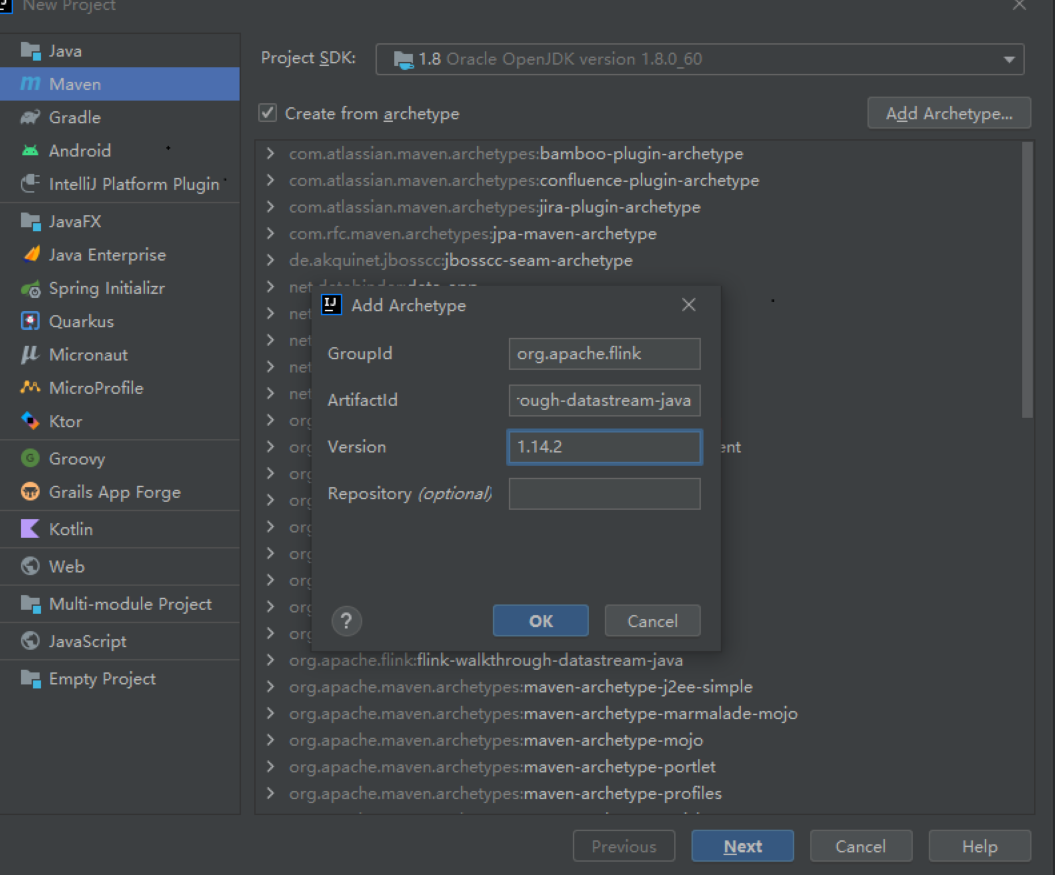 New Project
Java
Maven
Gradle
Android
IntelliJ Platform Plugin
JavaFX
Java Enterprise
Spring Initializr
Quarkus
Micronaut
MicroProfile
Ktor
Groovy
Grails App Forge
Kotlin
Web
Multi-module Project
JavaScript
Empty Project
Project SDK:
1.8 Oracle OpenJDK version 1.8.0_60
Create from archetype
Add Archetype...
com.atlassian.maven.archetypes:bamboo-plugin-archetype
com.atlassian.maven.archetypes:confluence-plugin-archetype
com.atlassian.maven.archetypes:jira-plugin-archetype
com.rfc.maven.archetypes:jpa-maven-archetype
de.akquinet.jbosscc:jbosscc-seam-archetype
net
net
net
net
net
org
org
ent
org
org
org
org
org
org
org
Add Archetype
GroupId
org.apache.flink
ArtifactId
rough-datastream-java
Version
1.14.2
Repository (optional)
?
OK
Cancel
org.apache.flink:flink-walkthrough-datastream-java
org.apache.maven.archetypes:maven-archetype-j2ee-simple
org.apache.maven.archetypes:maven-archetype-marmalade-mojo
org.apache.maven.archetypes:maven-archetype-mojo
org.apache.maven.archetypes:maven-archetype-portlet
org.apache.maven.archetypes:maven-archetype-profiles
Previous
Next
Cancel
Help